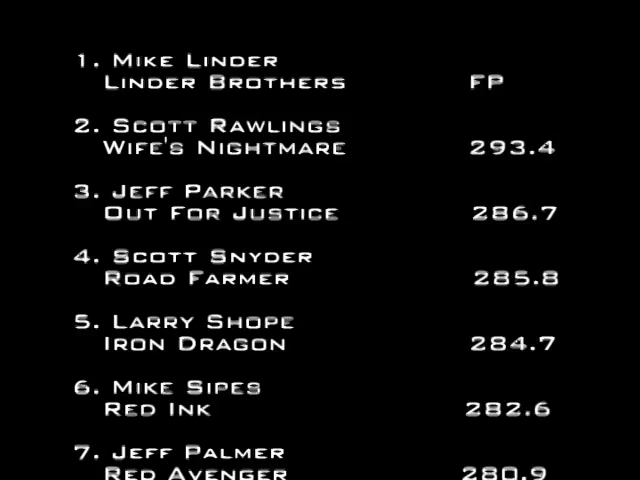 1. Mike Linder
Linder Brothers FP
2. Scott Rawlings
Wife's Nightmare 293.4
3. Jeff Parker
Out For Justice 286.7
4. Scott Snyder
Road Farmer 285.8
5. Larry Shope
Iron Dragon 284.7
6. Mike Sipes
Red Ink 282.6
7. Jeff Palmer
Red Avenger 280.9